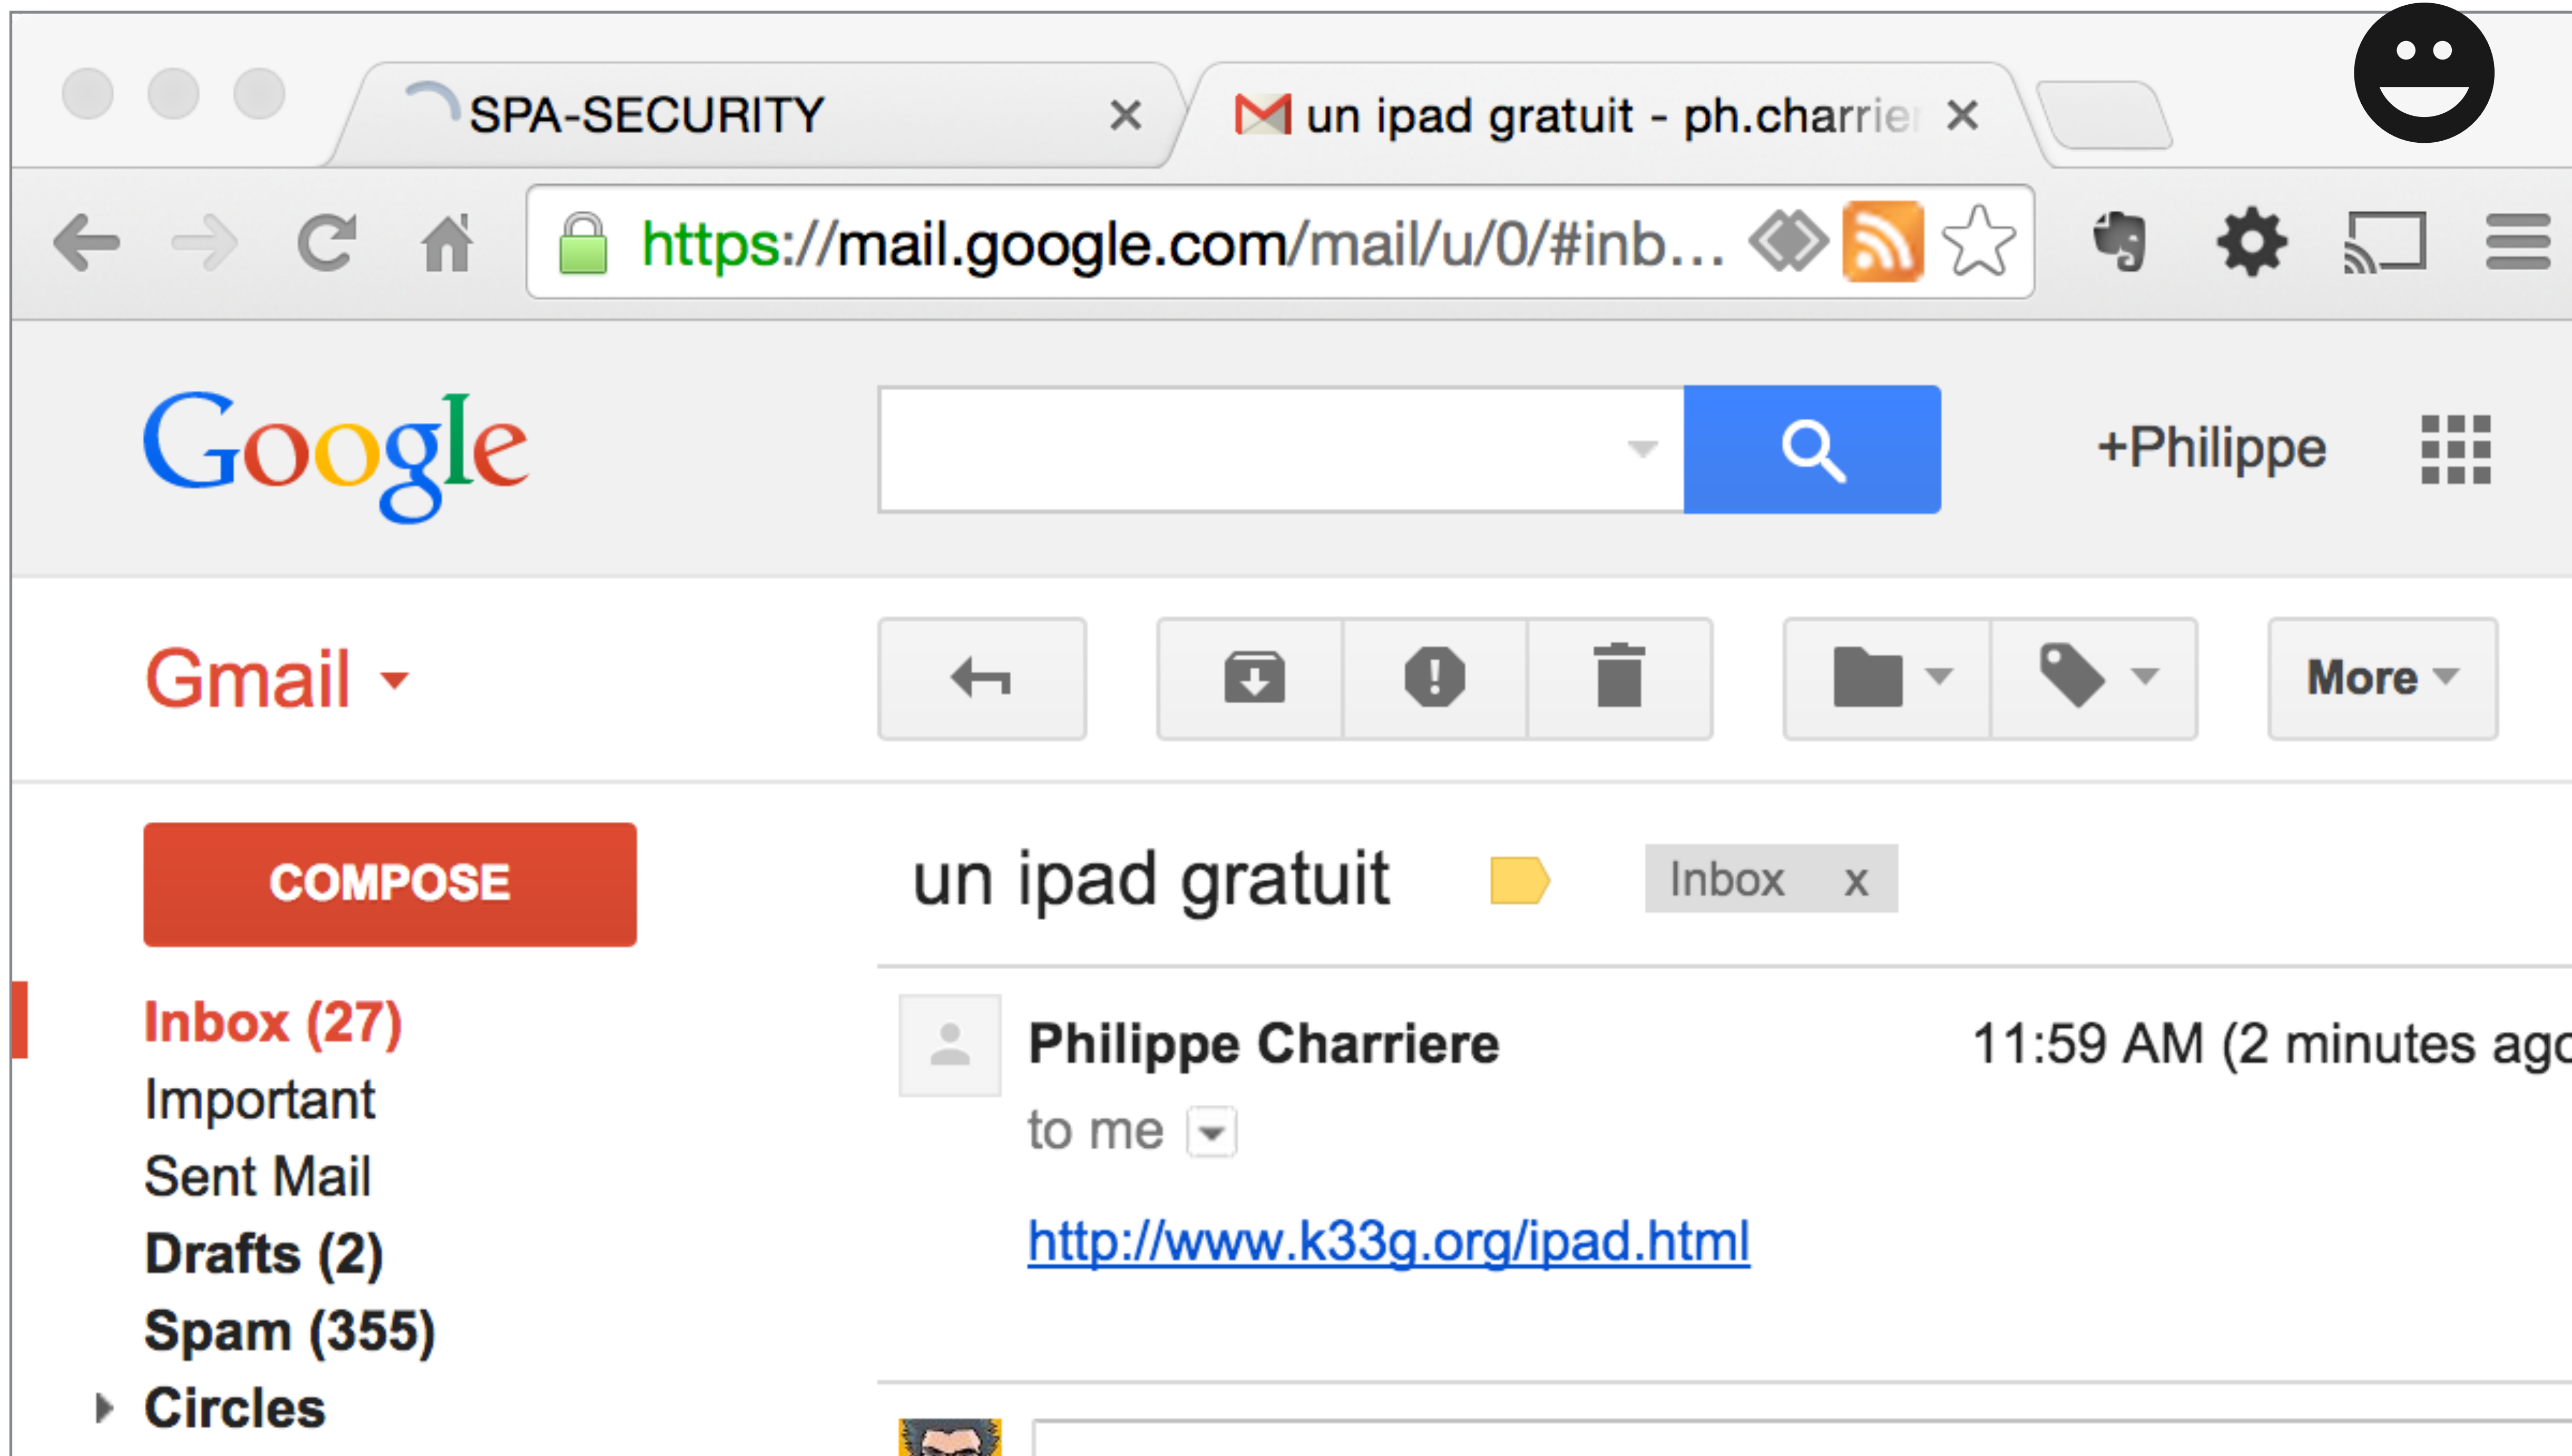 SPA-SECURITY
un ipad gratuit - ph.charrier
https://mail.google.com/mail/u/0/#inb...
Google
+Philippe
Gmail
More
COMPOSE
un ipad gratuit
Inbox x
Inbox (27)
Important
Sent Mail
Drafts (2)
Spam (355)
Circles
Philippe Charriere
11:59 AM (2 minutes ago
to me
http://www.k33g.org/ipad.html